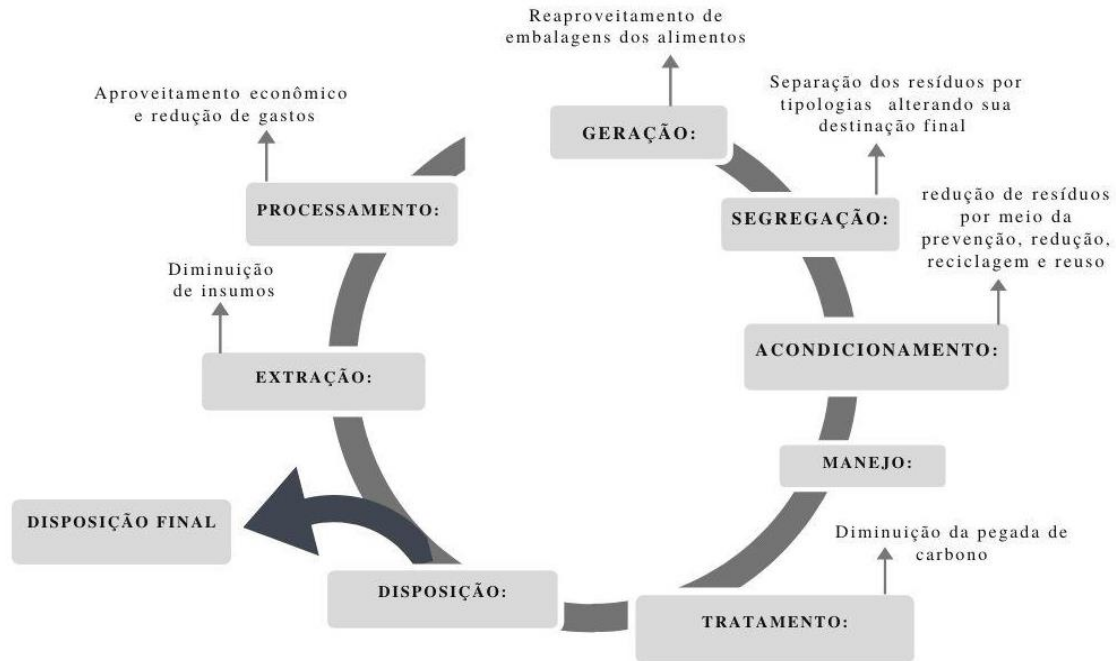 Reaproveitamento de
embalagens dos alimentos
GERAÇÃO:
Separação dos resíduos por
tipologias alterando sua
destinação final
SEGREGAÇÃO:
redução de resíduos
por meio da
prevenção, redução,
reciclagem e reuso
ACONDICIONAMENTO:
MANEJO:
Diminuição da pegada de
carbono
TRATAMENTO:
DISPOSIÇÃO:
DISPOSIÇÃO FINAL
Diminuição
de insumos
EXTRAÇÃO:
Aproveitamento econômico
e redução de gastos
PROCESSAMENTO: